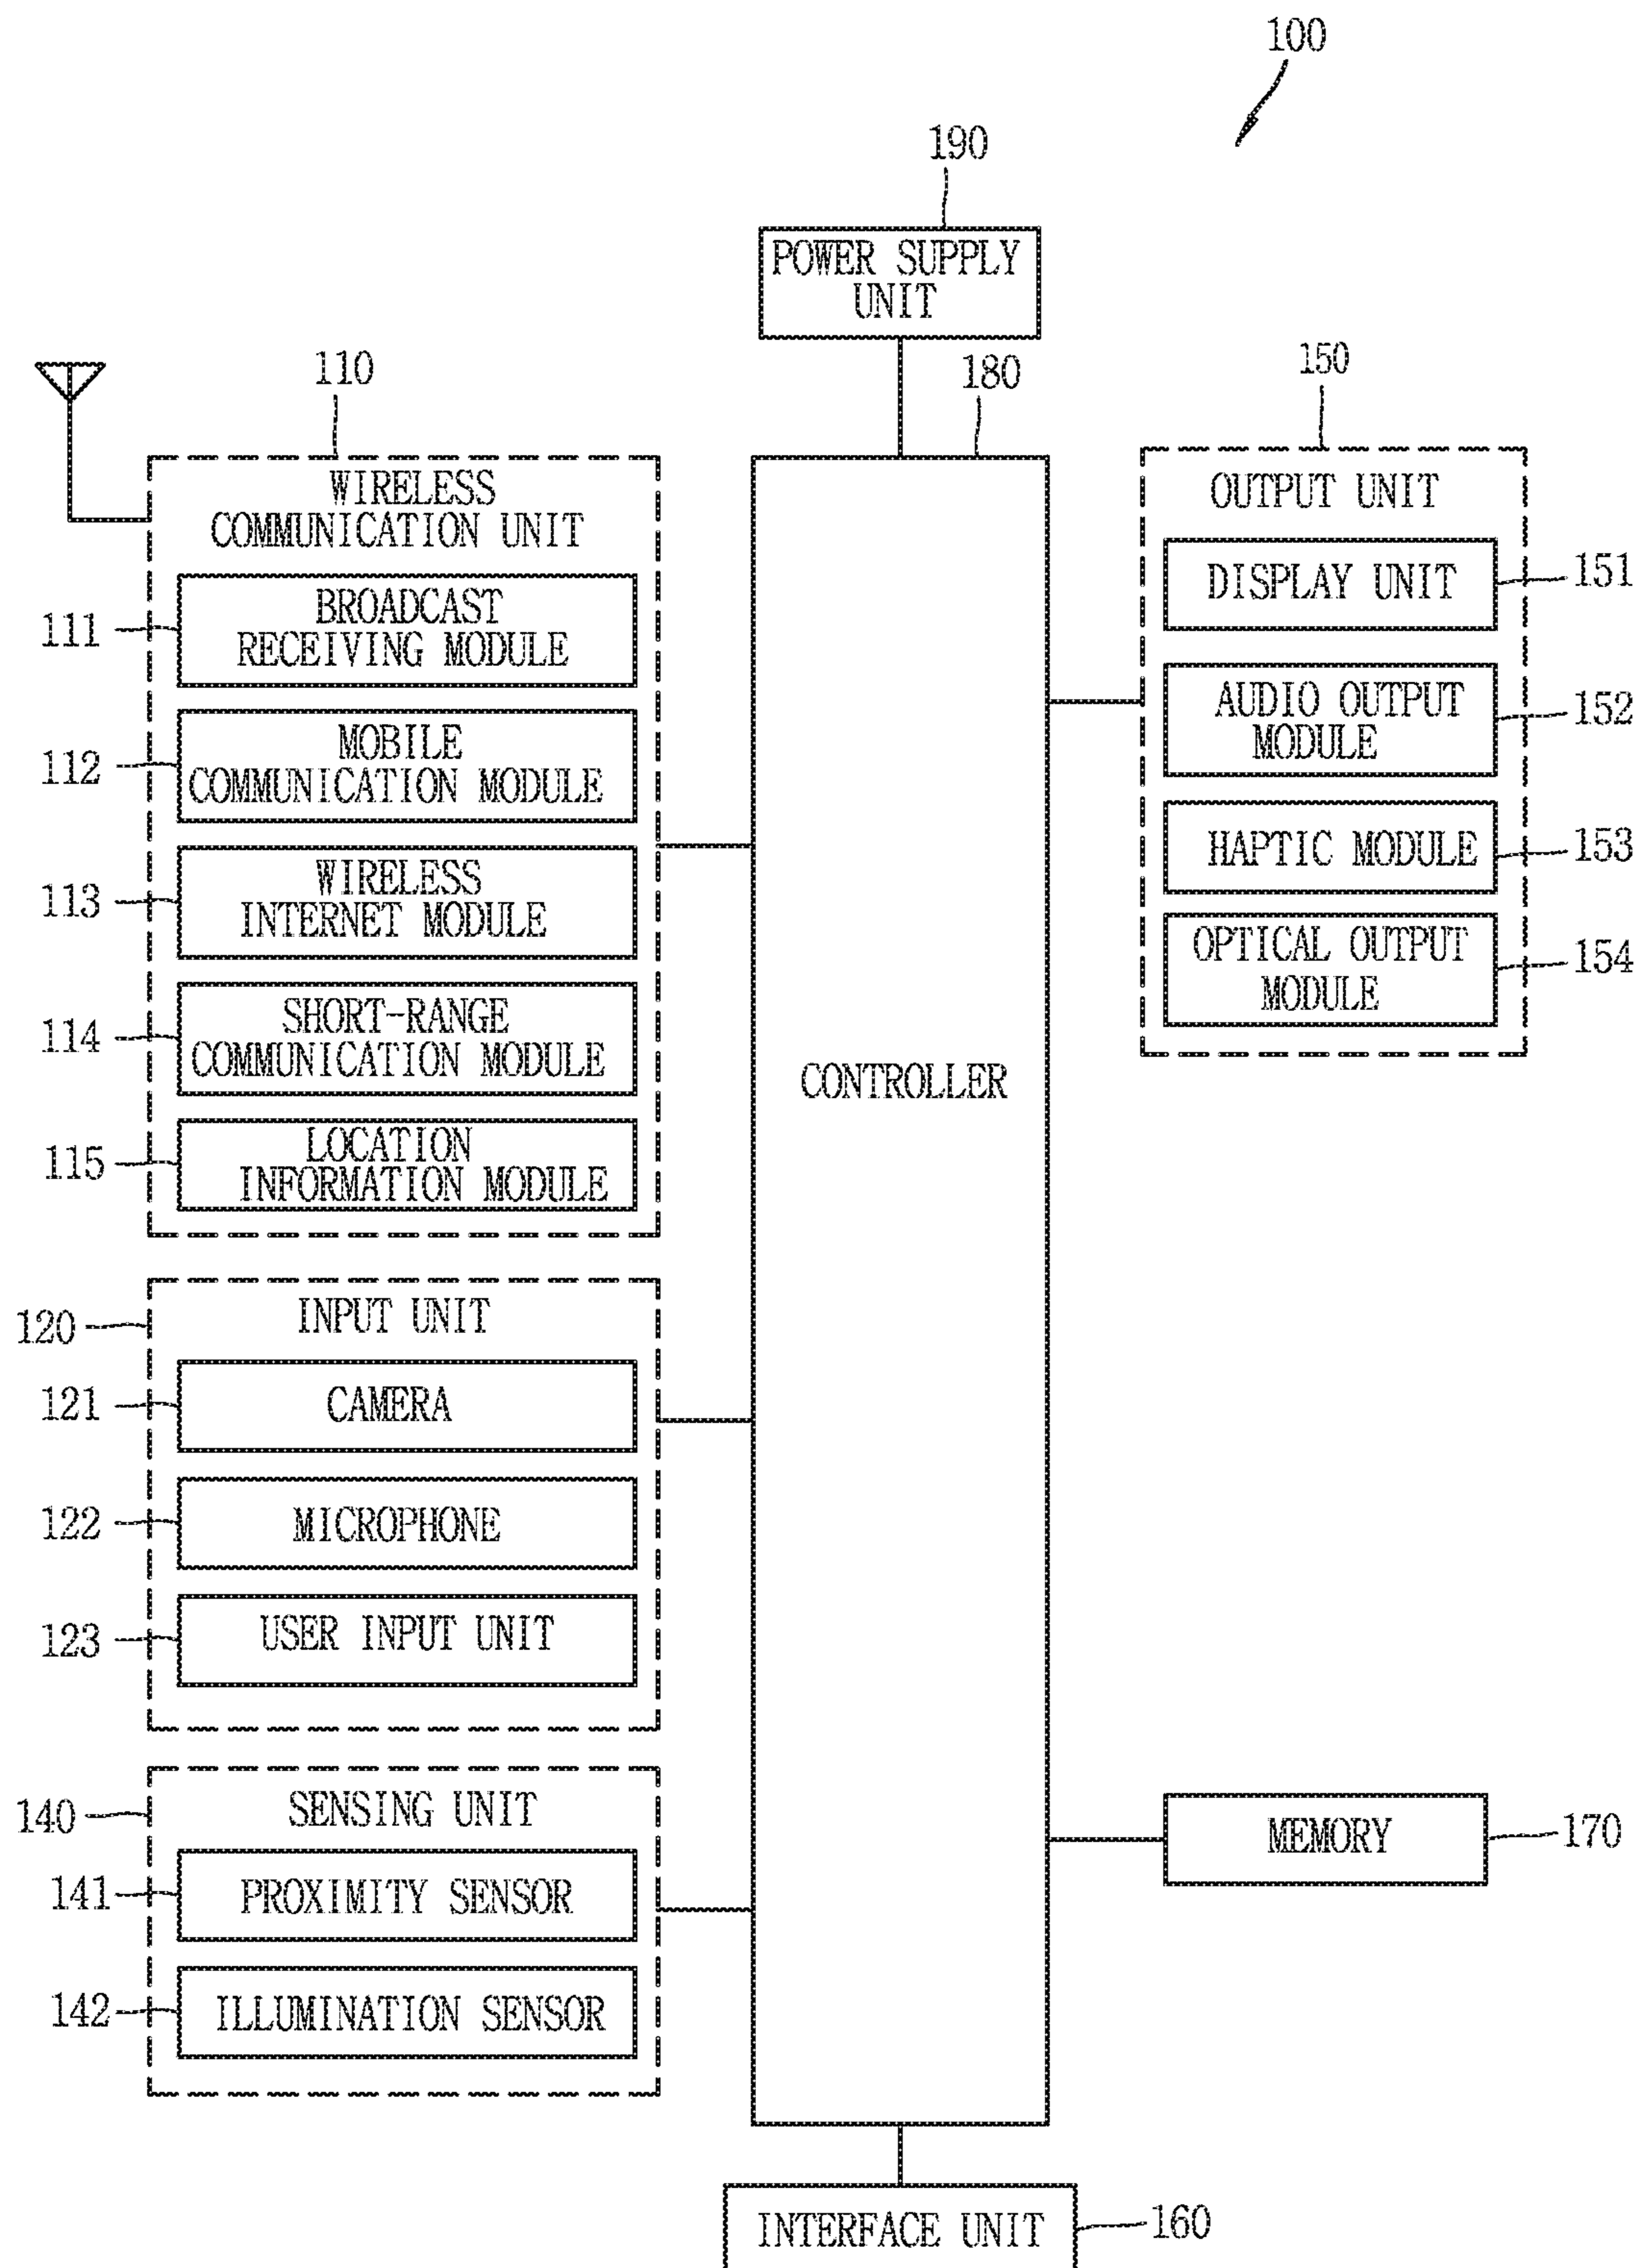 100
190
POWER SUPPLY
UNIT
110
180
150
WIRELESS
COMMUNICATION UNIT
111
BROADCAST
RECEIVING MODULE
112
MOBILE
COMMUNICATION MODULE
113
WIRELESS
INTERNET MODULE
114
SHORT-RANGE
COMMUNICATION MODULE
115
LOCATION
INFORMATION MODULE
120
INPUT UNIT
121
CAMERA
122
MICROPHONE
123
USER INPUT UNIT
140
SENSING UNIT
141
PROXIMITY SENSOR
142
ILLUMINATION SENSOR
CONTROLLER
OUTPUT UNIT
DISPLAY UNIT
151
AUDIO OUTPUT
MODULE
152
HAPTIC MODULE
153
OPTICAL OUTPUT
MODULE
154
MEMORY
170
INTERFACE UNIT
160